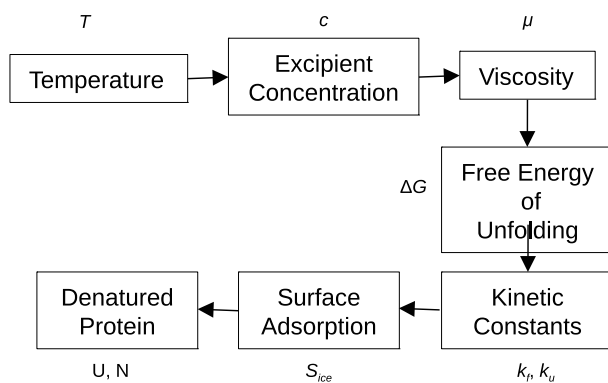 T
c
μ
Temperature
Excipient
Concentration
Viscosity
ΔG
Free Energy
of
Unfolding
Denatured
Protein
Surface
Adsorption
Kinetic
Constants
U, N
S_ice
k_f, k_u